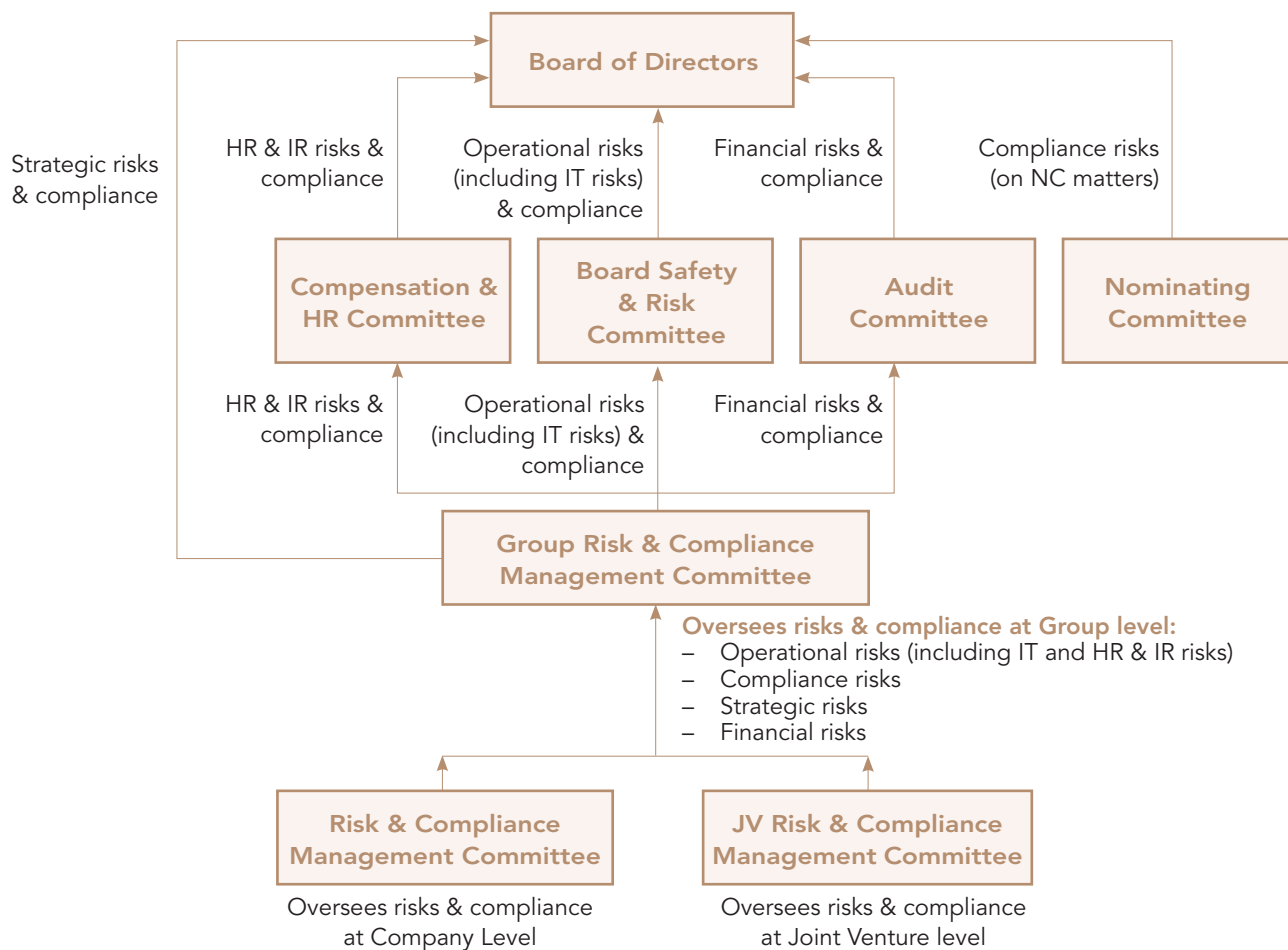 Board of Directors
Strategic risks
& compliance
HR & IR risks &
compliance
Operational risks
(including IT risks)
& compliance
Financial risks &
compliance
Compliance risks
(on NC matters)
Compensation &
HR Committee
Board Safety
& Risk
Committee
Audit
Committee
Nominating
Committee
HR & IR risks &
compliance
Operational risks
(including IT risks) &
compliance
Financial risks &
compliance
Group Risk & Compliance
Management Committee
Oversees risks & compliance at Group level:
– Operational risks (including IT and HR & IR risks)
– Compliance risks
– Strategic risks
– Financial risks
Risk & Compliance
Management Committee
Oversees risks & compliance
at Company Level
JV Risk & Compliance
Management Committee
Oversees risks & compliance
at Joint Venture level